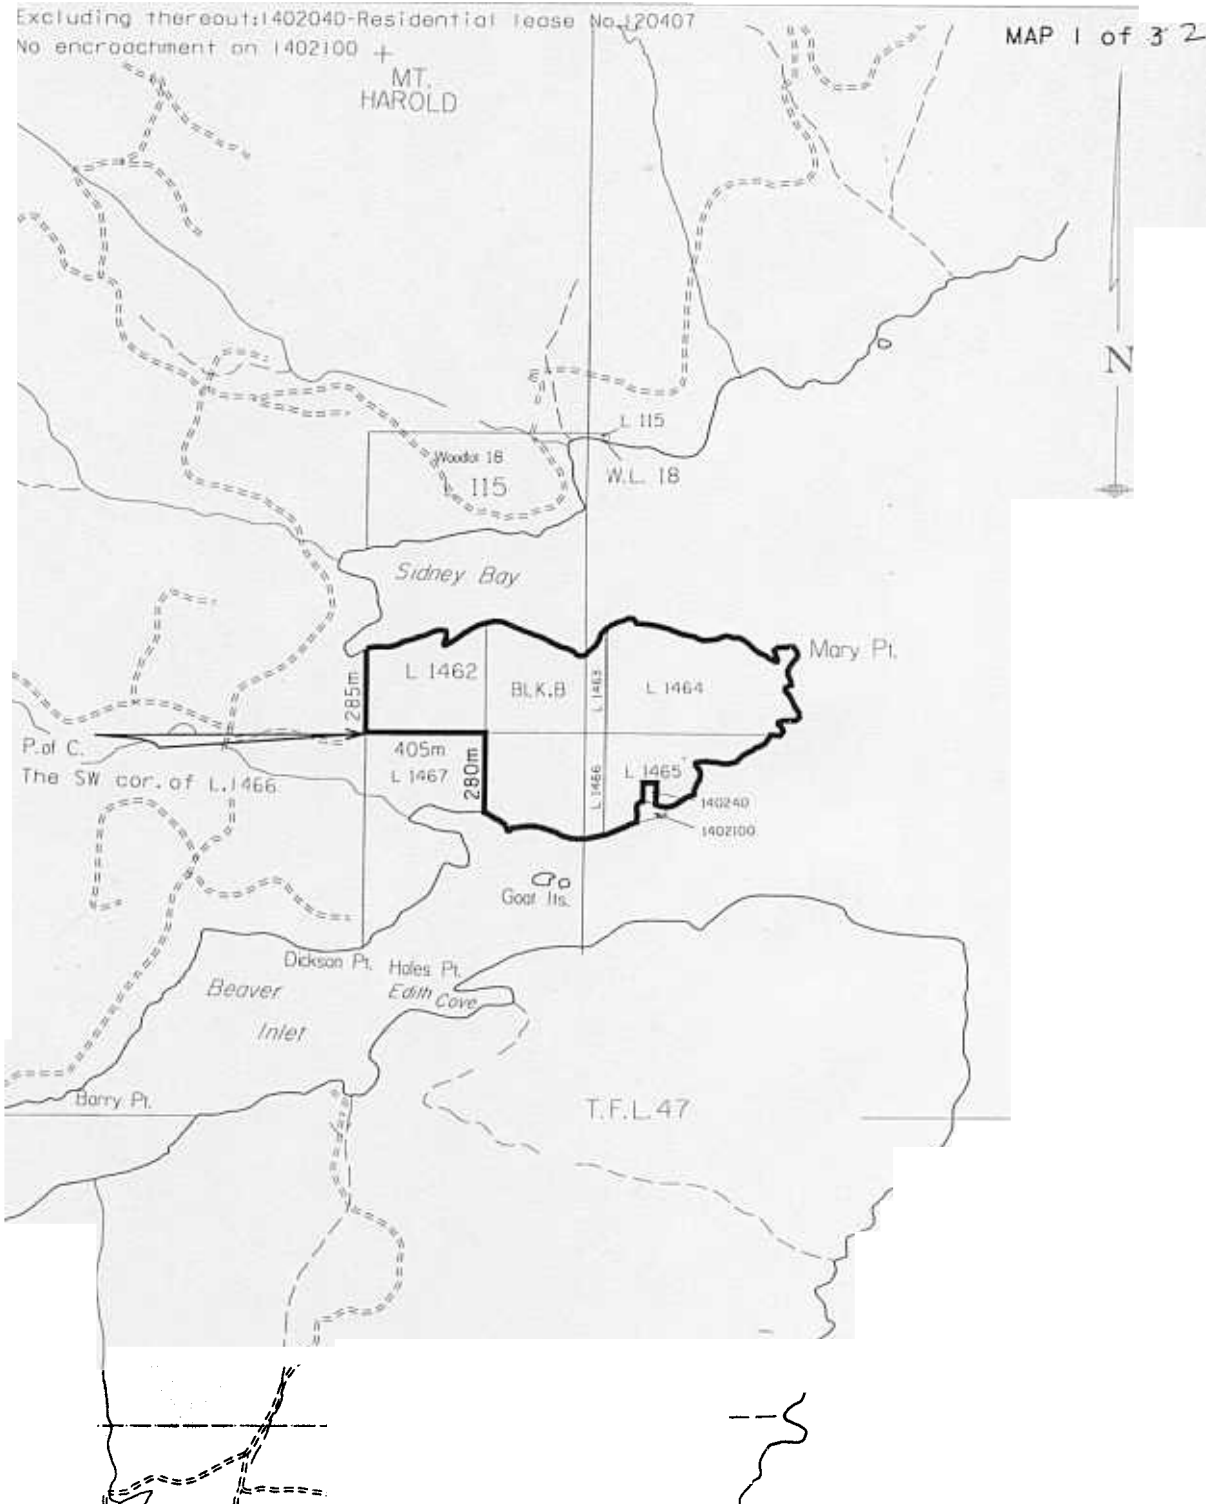 Excluding thereout:1402040-Residential lease No.120407
No encroachment on 1402100
MAP 1 of 3 2
MT.
HAROLD
N
L 115
Woodlot 18
L 115
W.L. 18
Sidney Bay
Mary Pt.
L 1462
BLK.B
L 1463
L 1464
285m
P.of C.
The SW cor. of L.1466
405m
L 1467
280m
L 1466
L 1465
140240
1402100
Goat Its.
Dickson Pt.
Hales Pt.
Edith Cove
Beaver
Inlet
Barry Pt.
T.F.L. 47